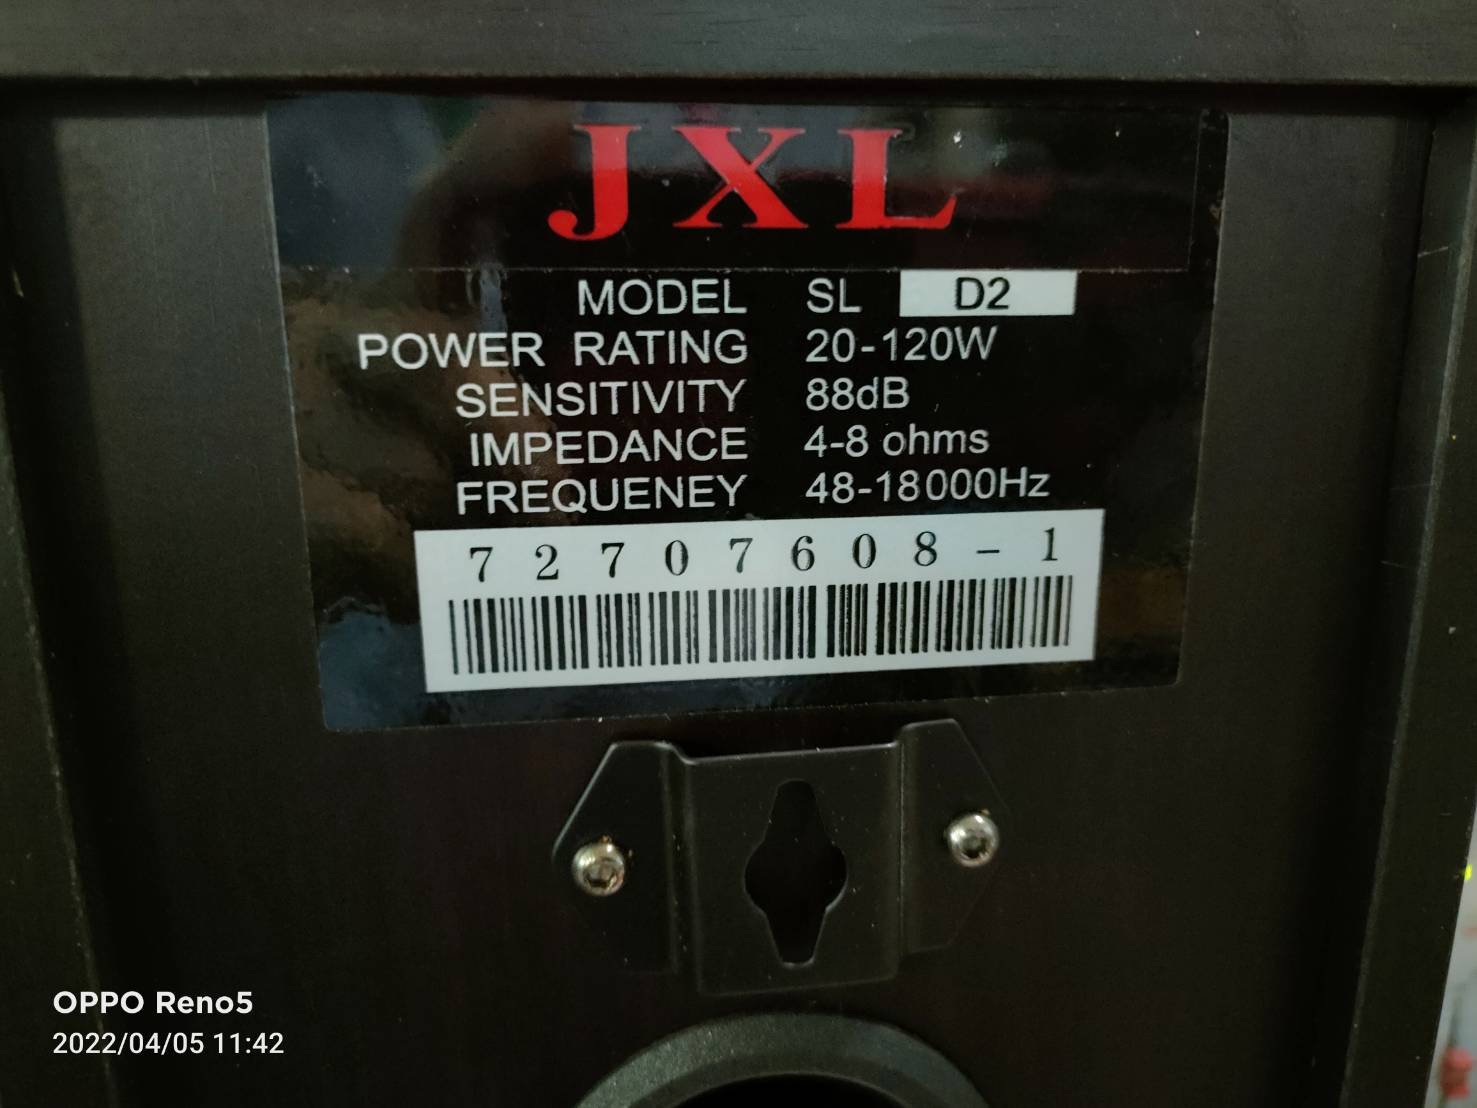 JXL
MODEL SL D2
POWER RATING 20-120W
SENSITIVITY 88dB
IMPEDANCE 4-8 ohms
FREQUENEY 48-18000Hz
72707608-1
OPPO Reno5
2022/04/05 11:42